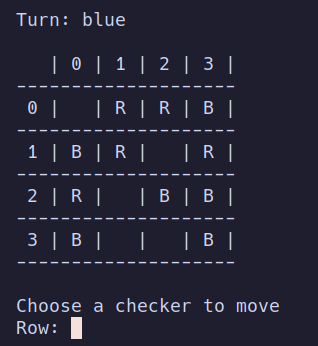 Turn: blue
| 0 | 1 | 2 | 3 |
--------------------
0 |   | R | R | B |
--------------------
1 | B | R |   | R |
--------------------
2 | R |   | B | B |
--------------------
3 | B |   |   | B |
--------------------
Choose a checker to move
Row: